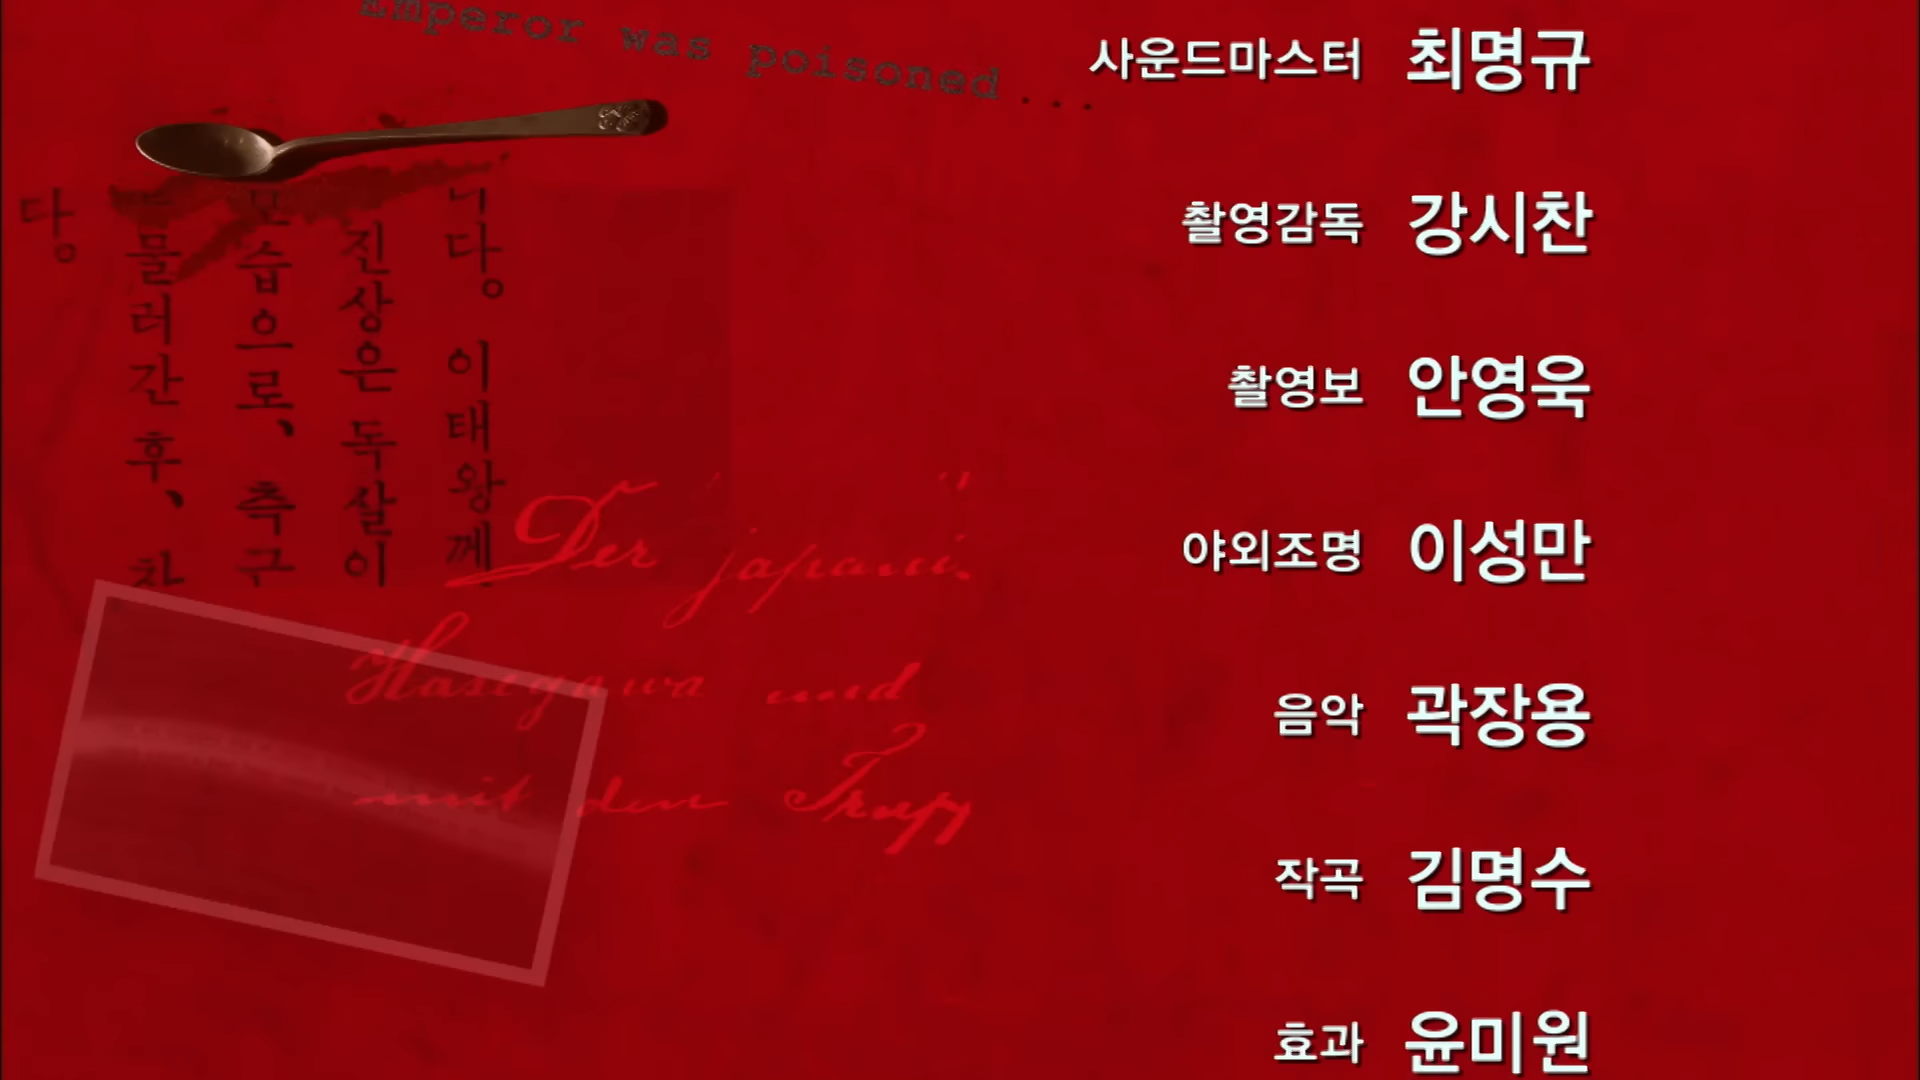 Emperor was poisoned...
사운드마스터 최명규
촬영감독 강시찬
촬영보 안영욱
야외조명 이성만
음악 곽장용
작곡 김명수
효과 윤미원
니다。 이태왕께
진상은 독살이
모습으로、 측근
물러간 후、
다。
Der japani
Hasegawa und
mit den